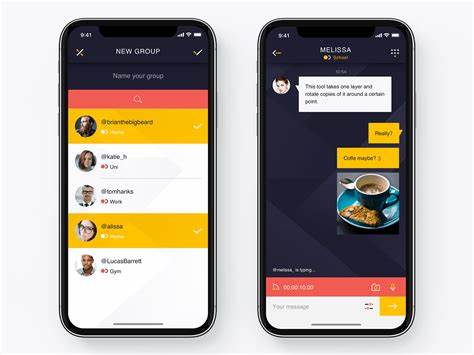 9:41
NEW GROUP
Name your group
@brianthebigbeard
Home
@katie_h
Uni
@tomhanks
Work
@alissa
Home
@LucasBarrett
Gym
9:41
MELISSA
School
10:54
This tool takes one layer and
rotate copies of it around a certain
point.
Really?
Coffe maybe? :)
@melissa_ is typing...
00:00:10.00
Your message